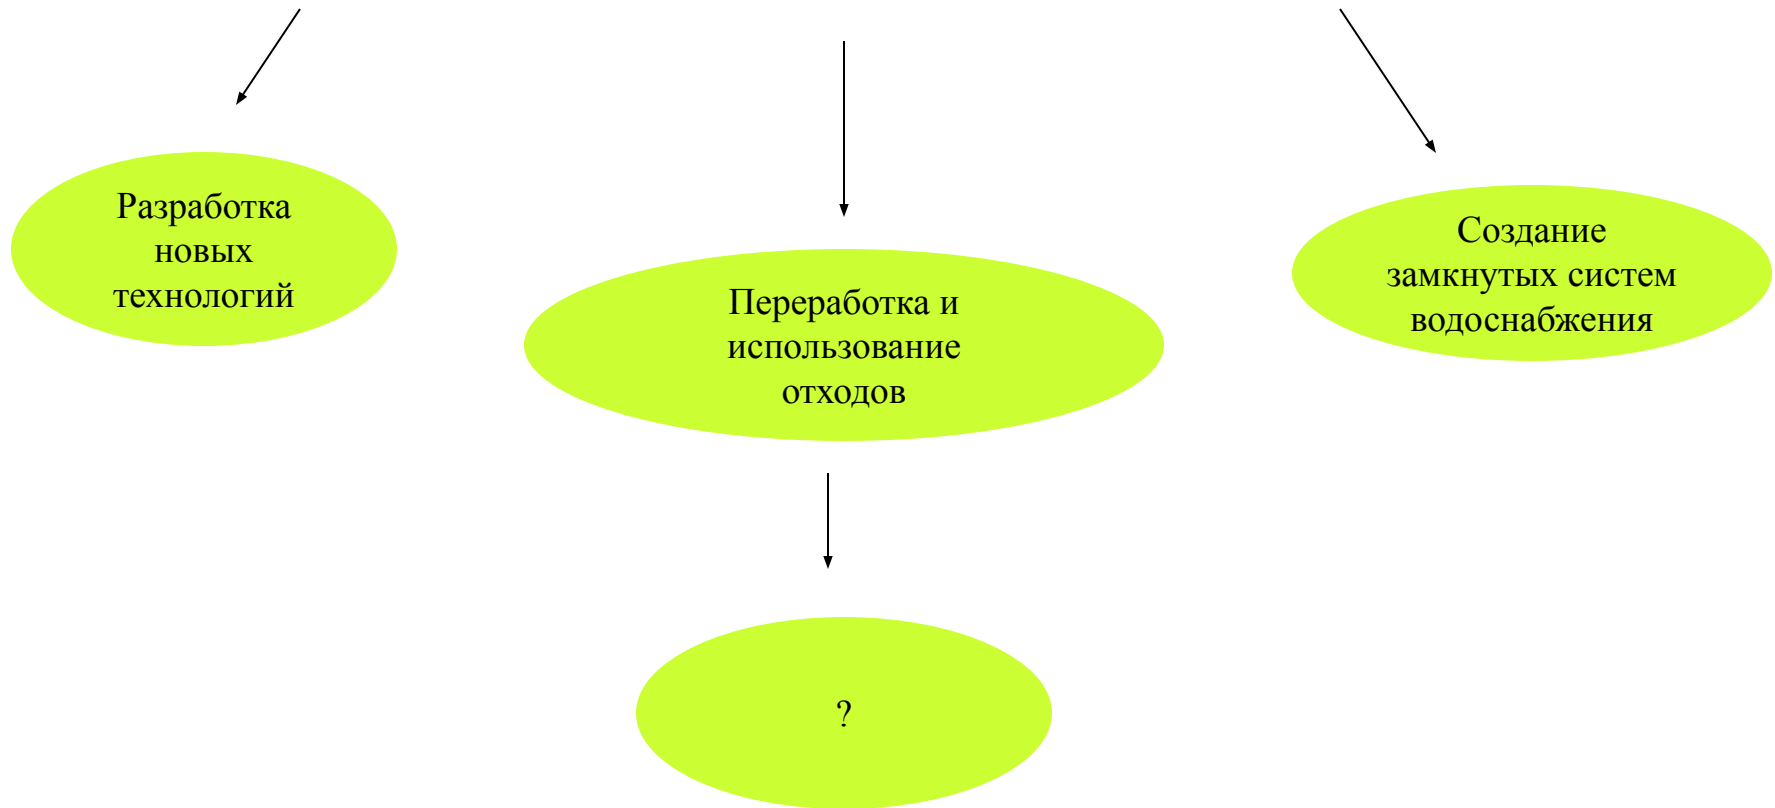 Разработка
новых
технологий
Переработка и
использование
отходов
Создание
замкнутых систем
водоснабжения
?